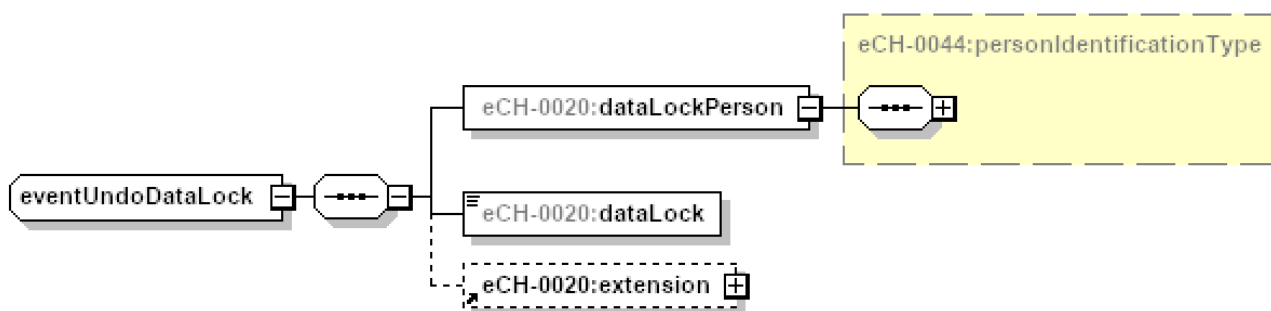 eCH-0044:personIdentificationType
eCH-0020:dataLockPerson
eventUndoDataLock
eCH-0020:dataLock
eCH-0020:extension